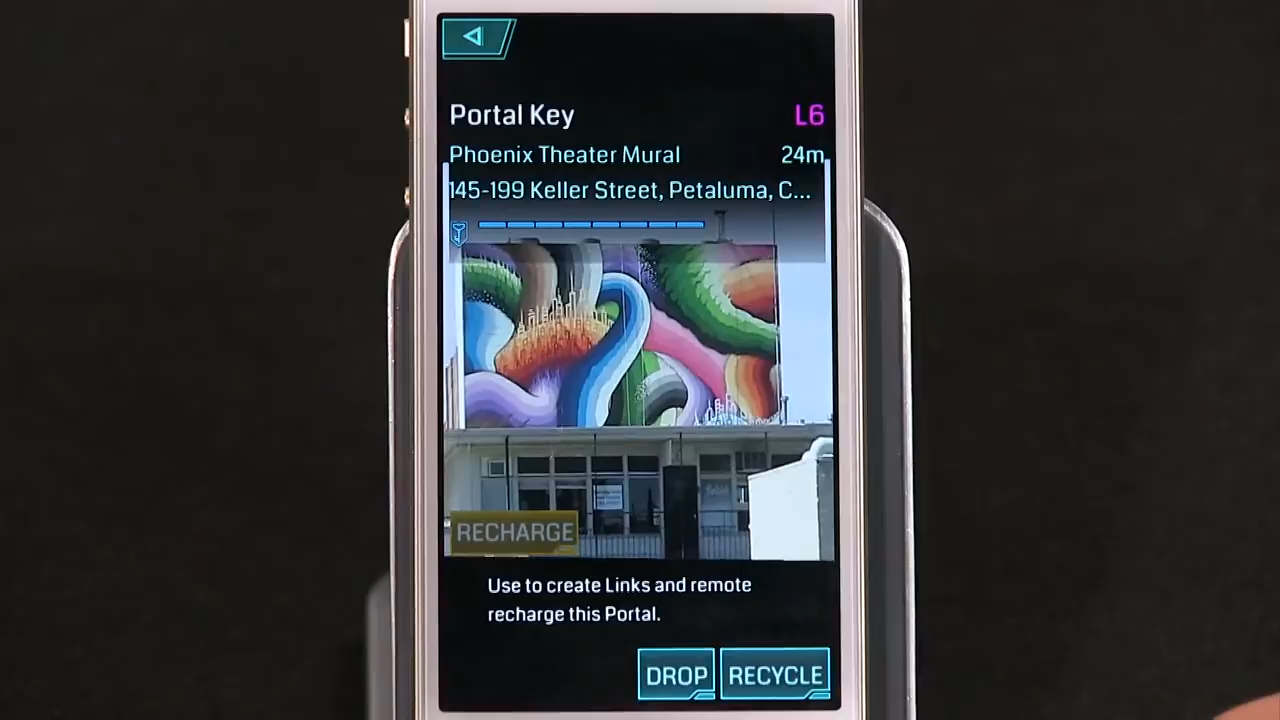 Portal Key L6
Phoenix Theater Mural 24m
145-199 Keller Street, Petaluma, C...
RECHARGE
Use to create Links and remote
recharge this Portal.
DROP RECYCLE